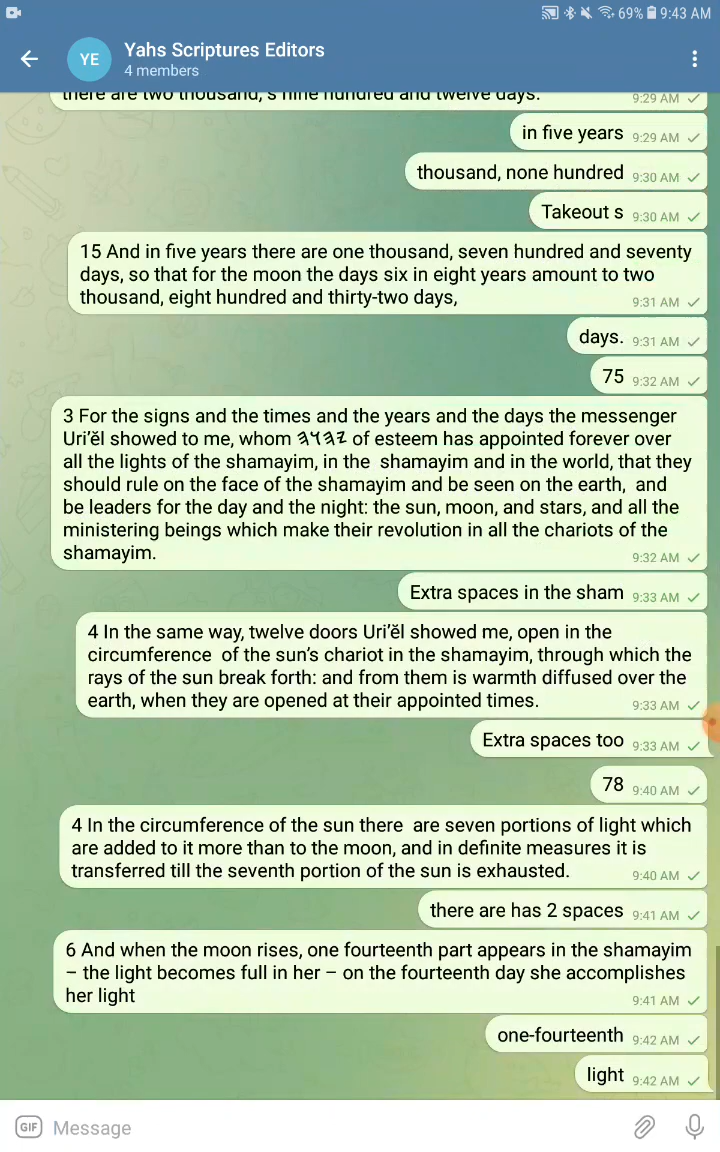 69% 9:43 AM
YE
Yahs Scriptures Editors
4 members
there are two thousand, s nine hundred and twelve days. 9:29 AM
in five years 9:29 AM
thousand, none hundred 9:30 AM
Takeout s 9:30 AM
15 And in five years there are one thousand, seven hundred and seventy
days, so that for the moon the days six in eight years amount to two
thousand, eight hundred and thirty-two days, 9:31 AM
days. 9:31 AM
75 9:32 AM
3 For the signs and the times and the years and the days the messenger
Uri’ĕl showed to me, whom 𐤉𐤄𐤅𐤄 of esteem has appointed forever over
all the lights of the shamayim, in the  shamayim and in the world, that they
should rule on the face of the shamayim and be seen on the earth,  and
be leaders for the day and the night: the sun, moon, and stars, and all the
ministering beings which make their revolution in all the chariots of the
shamayim. 9:32 AM
Extra spaces in the sham 9:33 AM
4 In the same way, twelve doors Uri’ĕl showed me, open in the
circumference  of the sun’s chariot in the shamayim, through which the
rays of the sun break forth: and from them is warmth diffused over the
earth, when they are opened at their appointed times. 9:33 AM
Extra spaces too 9:33 AM
78 9:40 AM
4 In the circumference of the sun there  are seven portions of light which
are added to it more than to the moon, and in definite measures it is
transferred till the seventh portion of the sun is exhausted. 9:40 AM
there are has 2 spaces 9:41 AM
6 And when the moon rises, one fourteenth part appears in the shamayim
– the light becomes full in her – on the fourteenth day she accomplishes
her light 9:41 AM
one-fourteenth 9:42 AM
light 9:42 AM
GIF Message